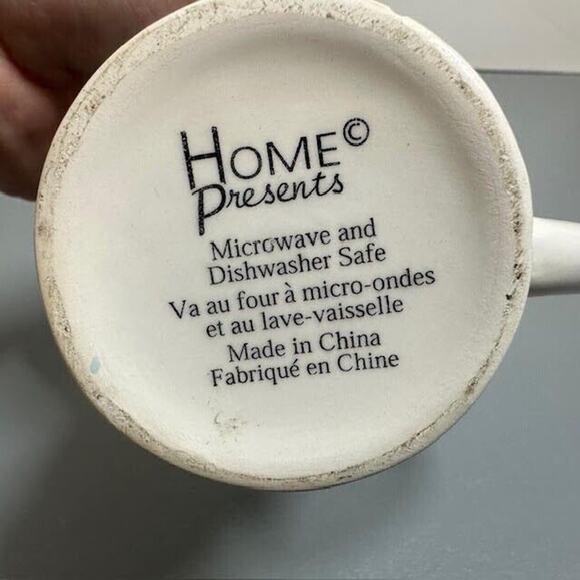 HOME©
Presents
Microwave and
Dishwasher Safe
Va au four à micro-ondes
et au lave-vaisselle
Made in China
Fabriqué en Chine